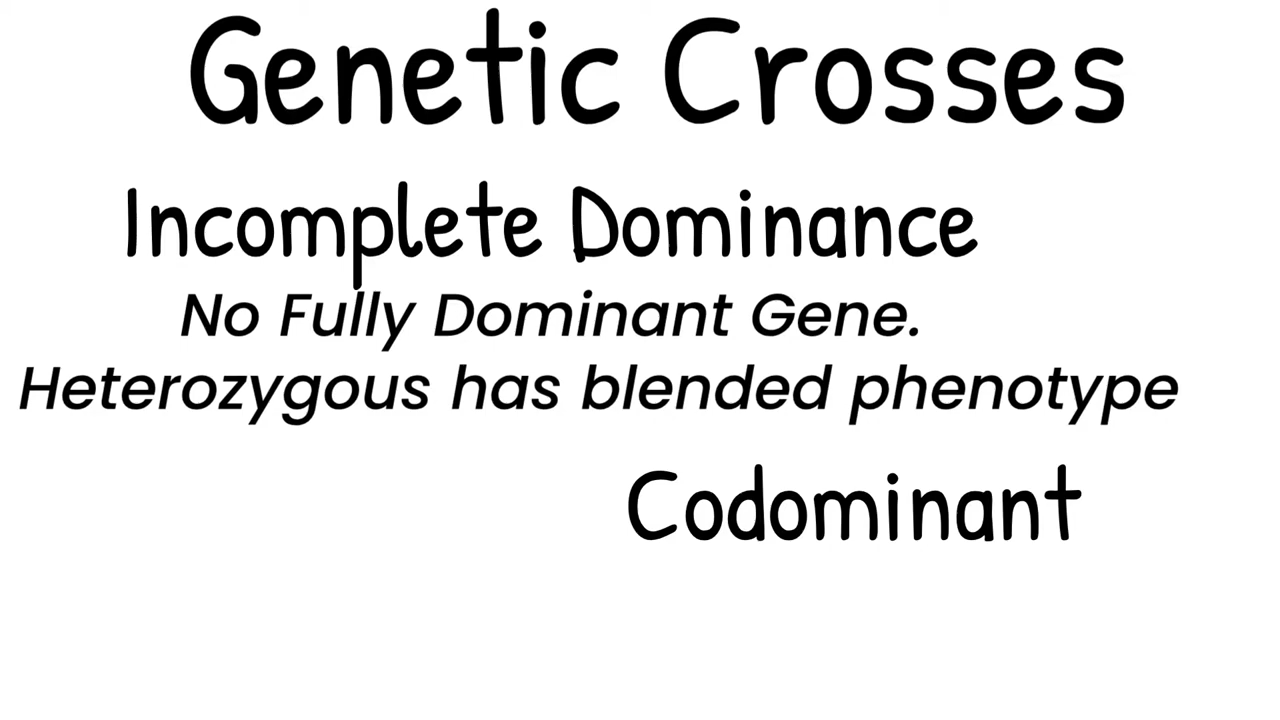 Genetic Crosses
Incomplete Dominance
No Fully Dominant Gene.
Heterozygous has blended phenotype
Codominant